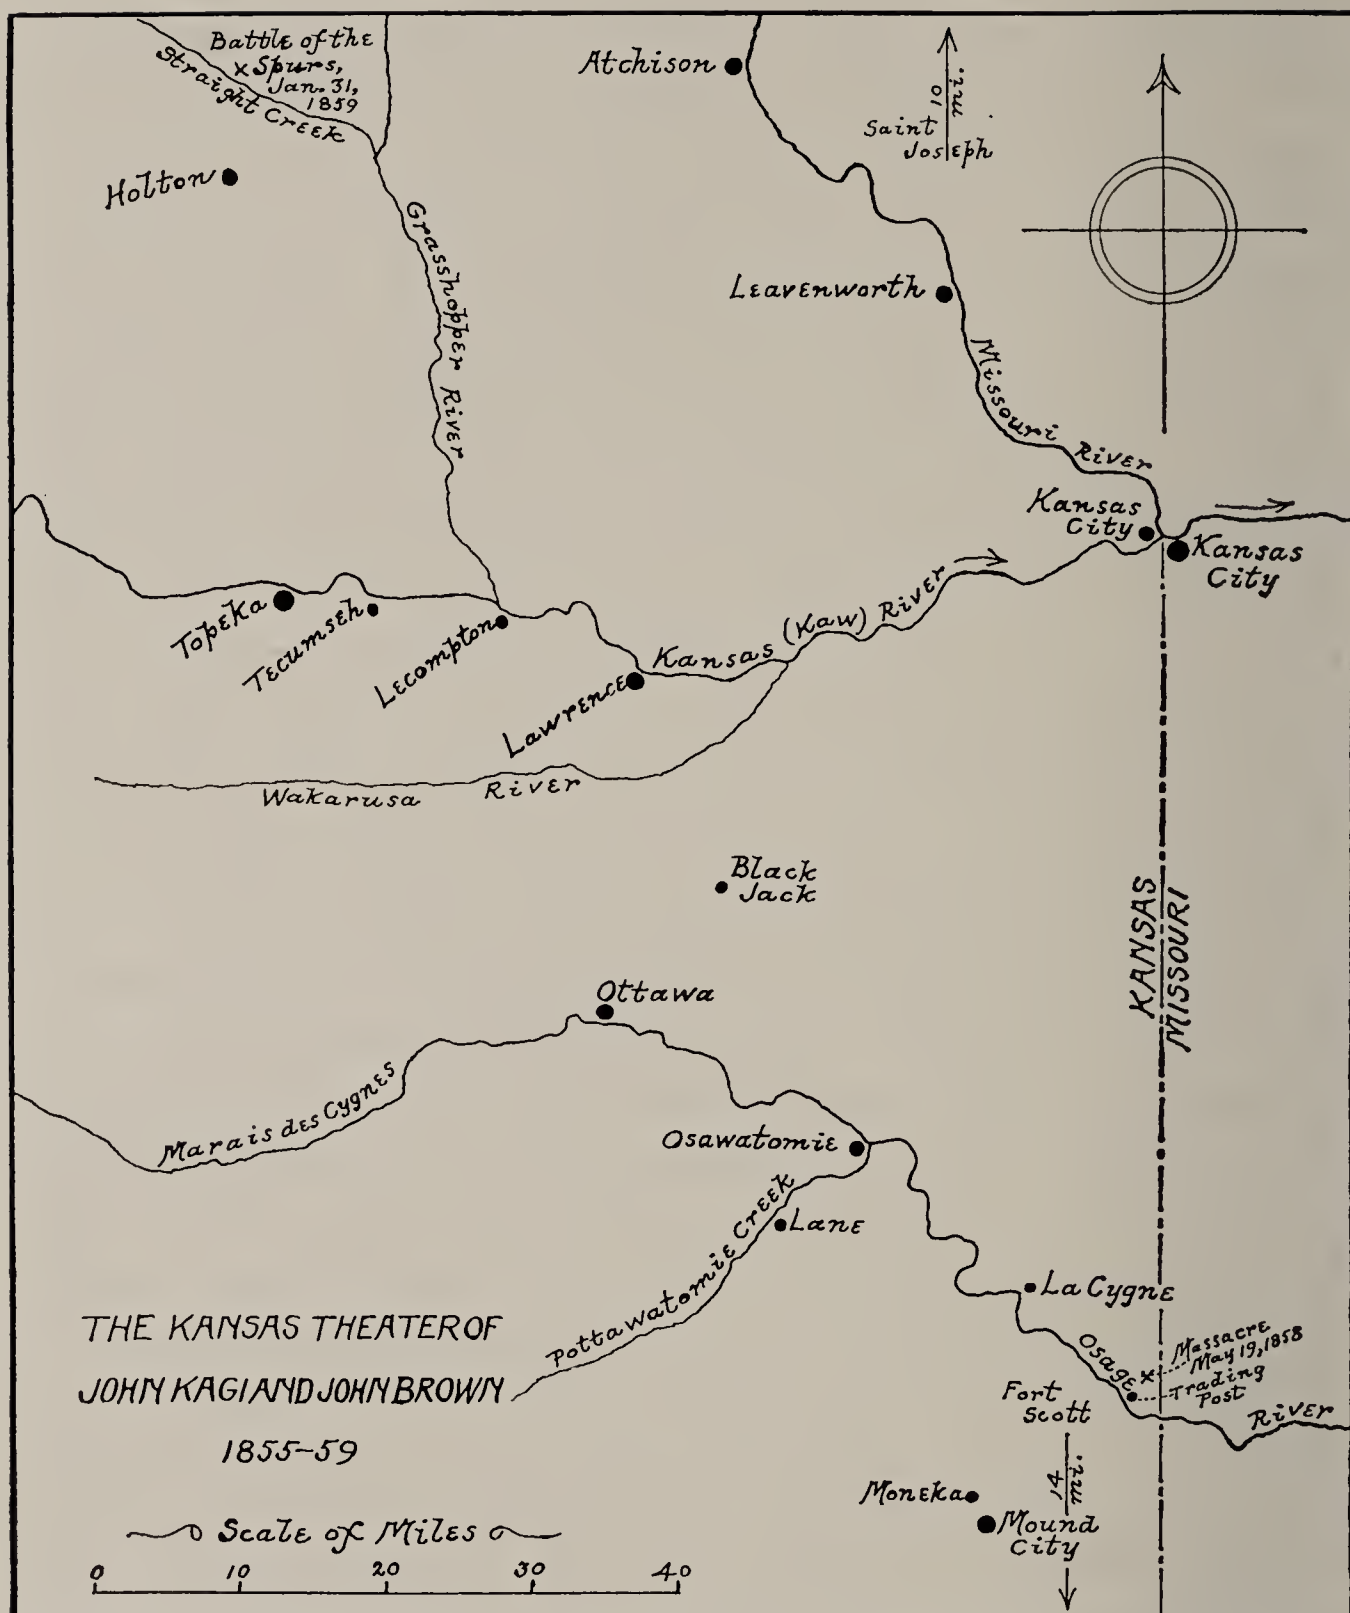 Battle of the
Spurs,
Jan. 31,
1859
Straight Creek
Atchison
10 mi.
Saint
Joseph
Holton
Grasshopper River
Leavenworth
Missouri River
Kansas
City
Kansas
City
Topeka
Tecumseh
Lecompton
Lawrence
Kansas (Kaw) River
Wakarusa River
Black
Jack
KANSAS
MISSOURI
Ottawa
Marais des Cygnes
Osawatomie
Pottawatomie Creek
Lane
La Cygne
Osage River
Massacre
May 19, 1858
Trading
Post
Fort
Scott
14 mi.
Moneka
Mound
City
THE KANSAS THEATER OF
JOHN KAGI AND JOHN BROWN
1855-59
Scale of Miles
0 10 20 30 40